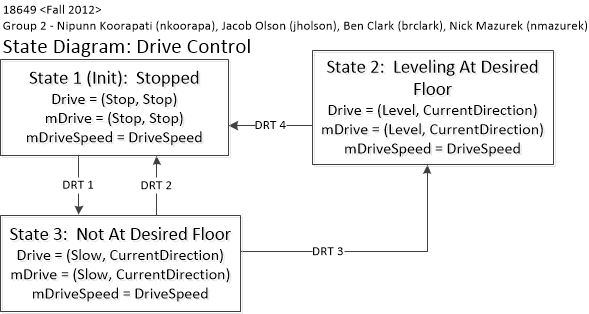 18649 <Fall 2012>
Group 2 - Nipunn Koorapati (nkoorapa), Jacob Olson (jholson), Ben Clark (brclark), Nick Mazurek (nmazurek)
State Diagram: Drive Control
State 1 (Init): Stopped
Drive = (Stop, Stop)
mDrive = (Stop, Stop)
mDriveSpeed = DriveSpeed
State 2: Leveling At Desired
Floor
Drive = (Level, CurrentDirection)
mDrive = (Level, CurrentDirection)
mDriveSpeed = DriveSpeed
DRT 4
DRT 1
DRT 2
State 3: Not At Desired Floor
Drive = (Slow, CurrentDirection)
mDrive = (Slow, CurrentDirection)
mDriveSpeed = DriveSpeed
DRT 3